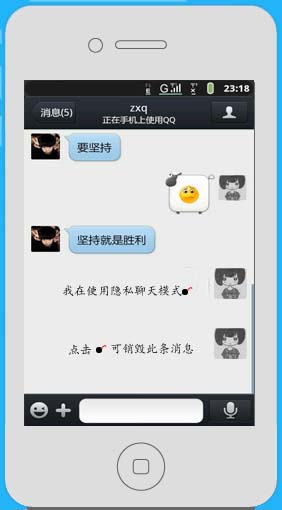 G 23:18
消息(5)
zxq
正在手机上使用QQ
要坚持
坚持就是胜利
我在使用隐私聊天模式
点击 可销毁此条消息